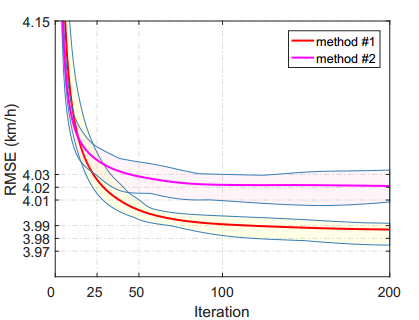 4.15
method #1
method #2
RMSE (km/h)
4.03
4.02
4.01
3.99
3.98
3.97
0 25 50 100 200
Iteration